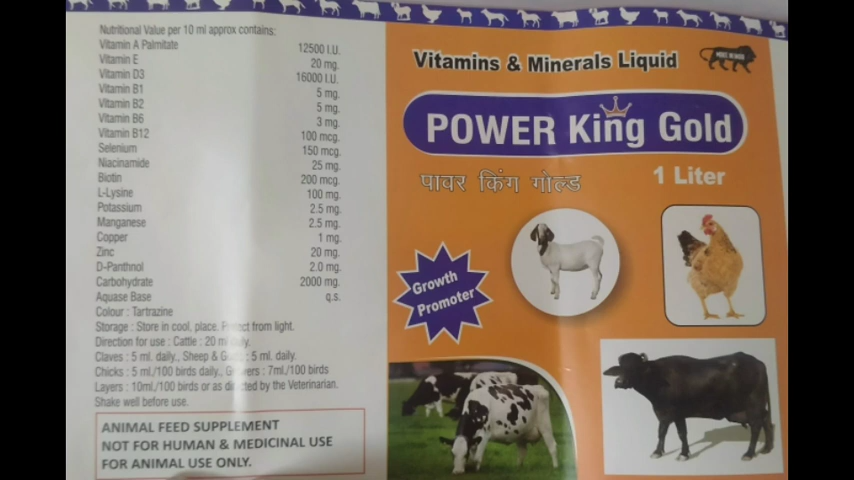 Nutritional Value per 10 ml approx contains:
Vitamin A Palmitate 12500 I.U.
Vitamin E 20 mg.
Vitamin D3 16000 I.U.
Vitamin B1 5 mg.
Vitamin B2 5 mg.
Vitamin B6 3 mg.
Vitamin B12 100 mcg.
Selenium 150 mcg.
Niacinamide 25 mg.
Biotin 200 mcg.
L-Lysine 100 mg.
Potassium 2.5 mg.
Manganese 2.5 mg.
Copper 1 mg.
Zinc 20 mg.
D-Panthnol 2.0 mg.
Carbohydrate 2000 mg.
Aquase Base q.s.
Colour : Tartrazine
Storage : Store in cool, place. Protect from light.
Direction for use : Cattle : 20 ml daily.
Claves : 5 ml. daily., Sheep & : 5 ml. daily.
Chicks : 5 ml./100 birds daily., : 7ml./100 birds
Layers : 10ml./100 birds or as directed by the Veterinarian.
Shake well before use.
ANIMAL FEED SUPPLEMENT
NOT FOR HUMAN & MEDICINAL USE
FOR ANIMAL USE ONLY.
Vitamins & Minerals Liquid
MAKE IN INDIA
POWER King Gold
पावर किंग गोल्ड
1 Liter
Growth
Promoter